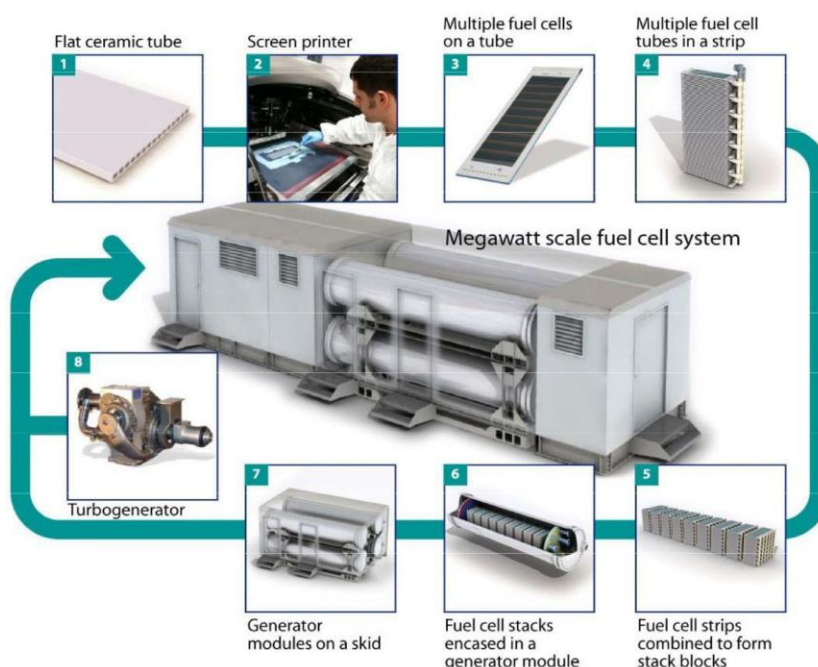 Flat ceramic tube
1
Screen printer
2
Multiple fuel cells
on a tube
3
Multiple fuel cell
tubes in a strip
4
Megawatt scale fuel cell system
8
Turbogenerator
7
Generator
modules on a skid
6
Fuel cell stacks
encased in a
generator module
5
Fuel cell strips
combined to form
stack blocks